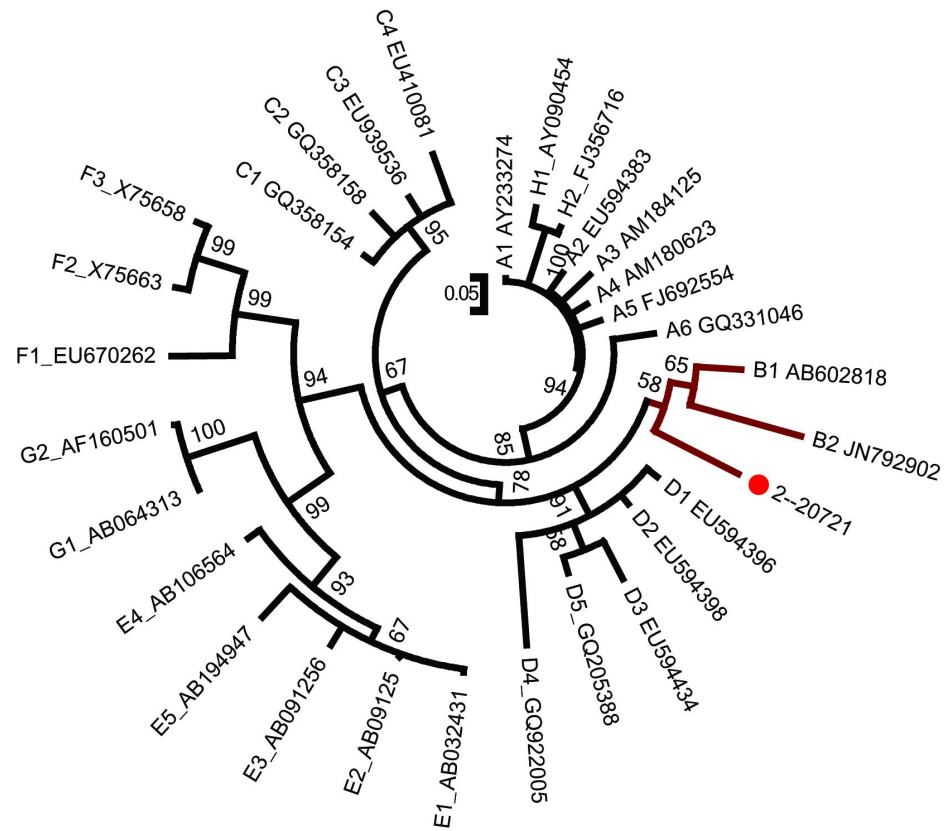 C4 EU410081
C3 EU939536
C2 GQ358158
C1 GQ358154
F3_X75658
F2_X75663
F1_EU670262
G2_AF160501
G1_AB064313
E4_AB106564
E5_AB194947
E3_AB091256
E2_AB09125
E1_AB032431
D4_GQ922005
D5_GQ205388
D3 EU594434
D2 EU594398
D1 EU594396
2--20721
B2 JN792902
B1 AB602818
A6 GQ331046
A5 FJ692554
A4 AM180623
A3 AM184125
A2 EU594383
H2_FJ356716
H1_AY090454
A1 AY233274
0.05
95
100
99
99
94
67
94
85
78
65
58
91
58
100
99
93
67